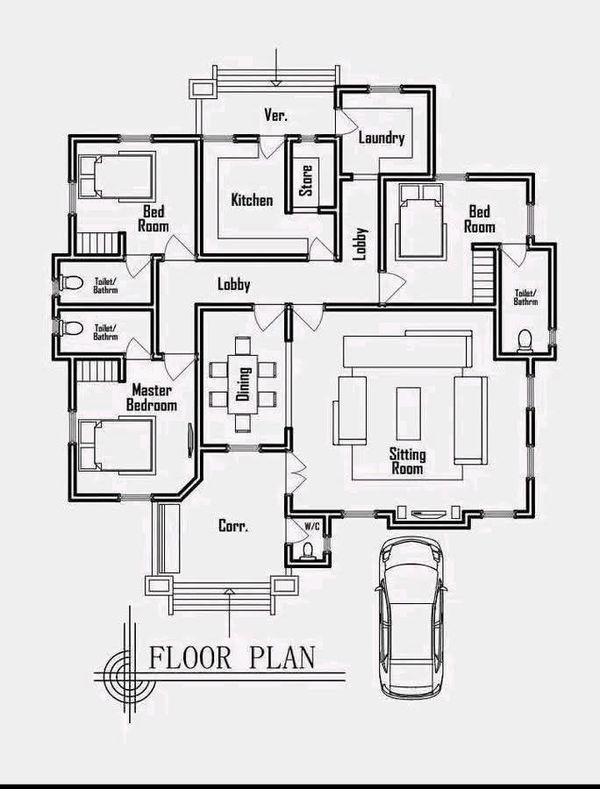 Ver.
Laundry
Kitchen
Store
Bed
Room
Bed
Room
Lobby
Lobby
Toilet/
Bathrm
Toilet/
Bathrm
Toilet/
Bathrm
Master
Bedroom
Dining
Sitting
Room
Corr.
W/C
FLOOR PLAN